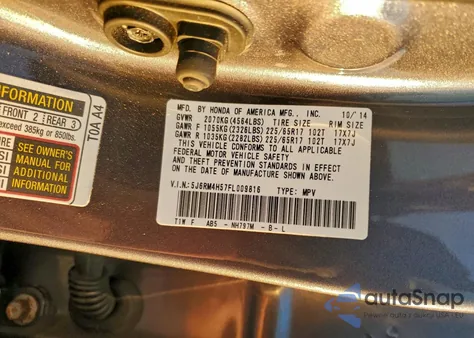 INFORMATION
FRONT 2 REAR 3
exceed 385kg or 850lbs.
SEE OWNER'S
MANUAL FOR
ADDITIONAL
INFORMATION
T0A A4
MFD. BY HONDA OF AMERICA MFG., INC. 10/'14
GVWR 2070KG(4564LBS) TIRE SIZE RIM SIZE
GAWR F 1055KG(2326LBS)225/65R17 102T 17X7J
GAWR R 1035KG(2282LBS)225/65R17 102T 17X7J
THIS VEHICLE CONFORMS TO ALL APPLICABLE
FEDERAL MOTOR VEHICLE SAFETY
AND THEFT PREVENTION STANDARDS IN EFFECT
ON THE DATE OF MANUFACTURE SHOWN ABOVE.
V.I.N:5J6RM4H57FL009816 TYPE: MPV
T1W F AB5 - NH797M -B-L
autoSnap